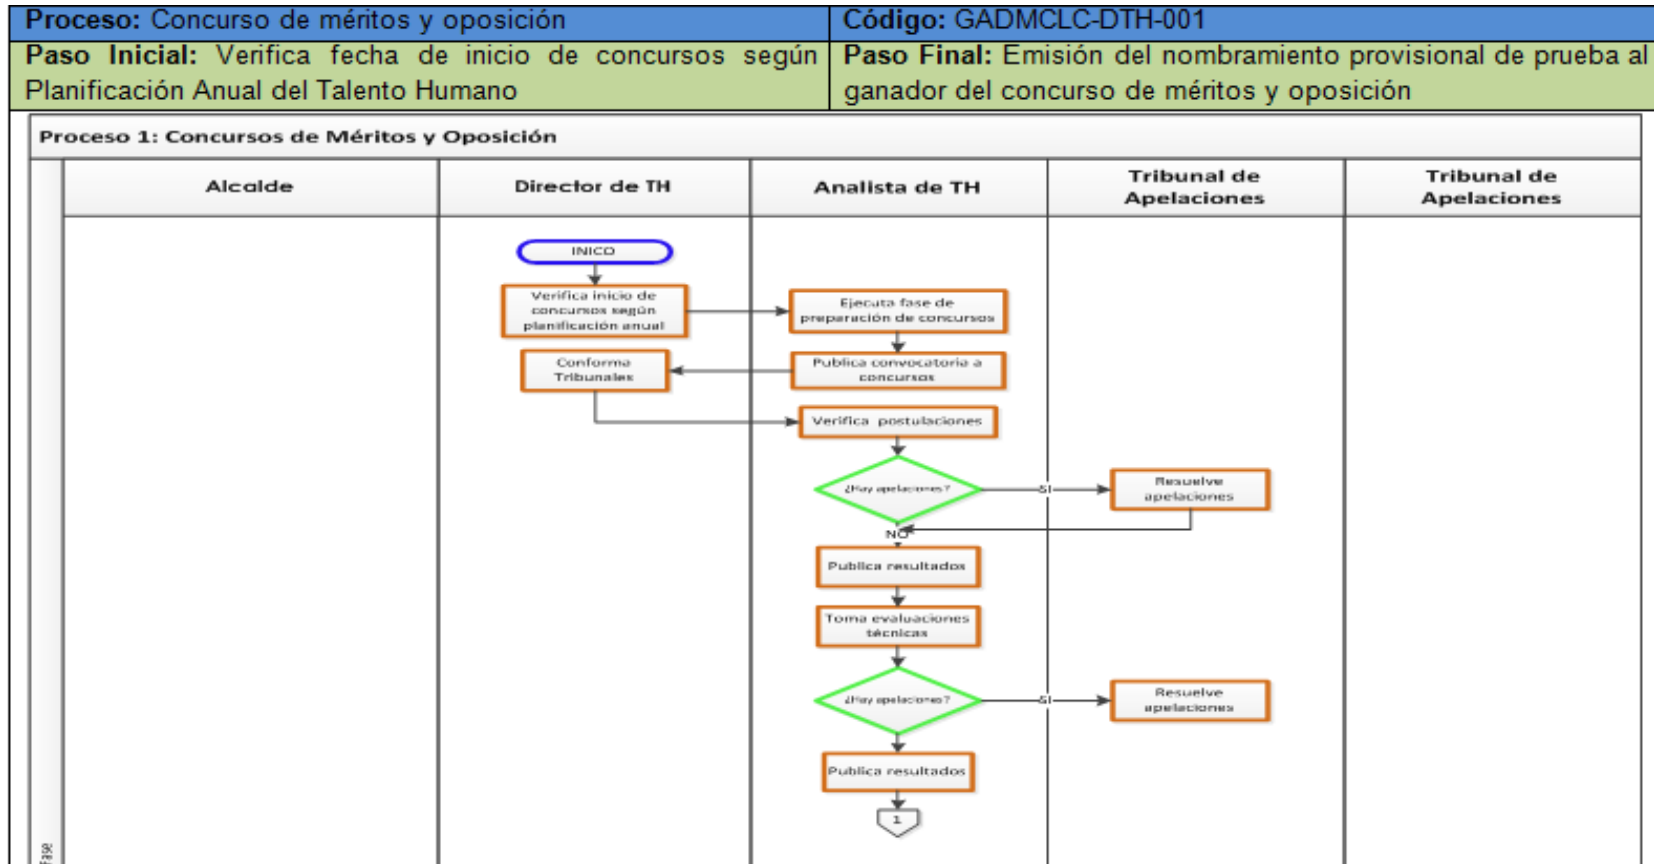 Proceso: Concurso de méritos y oposición
Código: GADMCLC-DTH-001
Paso Inicial: Verifica fecha de inicio de concursos según
Planificación Anual del Talento Humano
Paso Final: Emisión del nombramiento provisional de prueba al
ganador del concurso de méritos y oposición
Proceso 1: Concursos de Méritos y Oposición
Alcalde
Director de TH
Analista de TH
Tribunal de
Apelaciones
Tribunal de
Apelaciones
INICO
Verifica inicio de
concursos según
planificación anual
Ejecuta fase de
preparación de concursos
Conforma
Tribunales
Publica convocatoria a
concursos
Verifica postulaciones
¿Hay apelaciones?
SI
Resuelve
apelaciones
NO
Publica resultados
Toma evaluaciones
técnicas
¿Hay apelaciones?
SI
Resuelve
apelaciones
Publica resultados
1
Fase